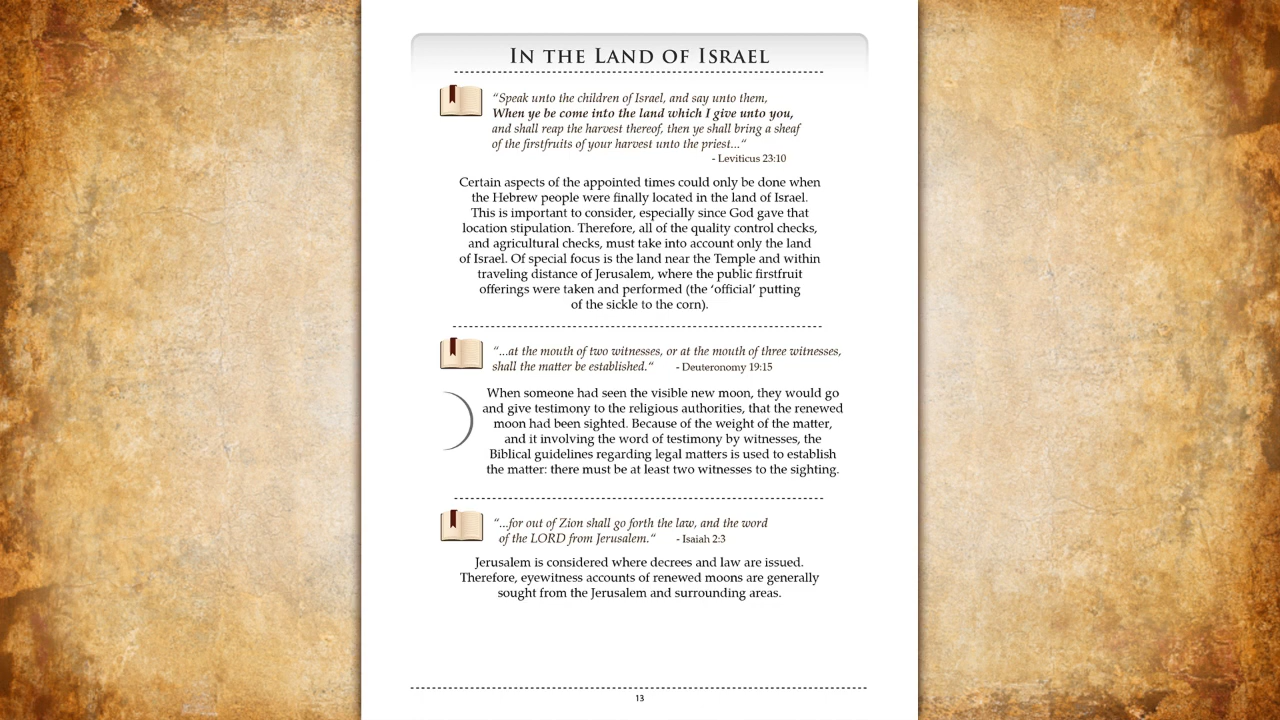 In the Land of Israel
“Speak unto the children of Israel, and say unto them,
When ye be come into the land which I give unto you,
and shall reap the harvest thereof, then ye shall bring a sheaf
of the firstfruits of your harvest unto the priest...“
- Leviticus 23:10
Certain aspects of the appointed times could only be done when
the Hebrew people were finally located in the land of Israel.
This is important to consider, especially since God gave that
location stipulation. Therefore, all of the quality control checks,
and agricultural checks, must take into account only the land
of Israel. Of special focus is the land near the Temple and within
traveling distance of Jerusalem, where the public firstfruit
offerings were taken and performed (the ‘official’ putting
of the sickle to the corn).
“...at the mouth of two witnesses, or at the mouth of three witnesses,
shall the matter be established.“ - Deuteronomy 19:15
When someone had seen the visible new moon, they would go
and give testimony to the religious authorities, that the renewed
moon had been sighted. Because of the weight of the matter,
and it involving the word of testimony by witnesses, the
Biblical guidelines regarding legal matters is used to establish
the matter: there must be at least two witnesses to the sighting.
“...for out of Zion shall go forth the law, and the word
of the LORD from Jerusalem.“ - Isaiah 2:3
Jerusalem is considered where decrees and law are issued.
Therefore, eyewitness accounts of renewed moons are generally
sought from the Jerusalem and surrounding areas.
13